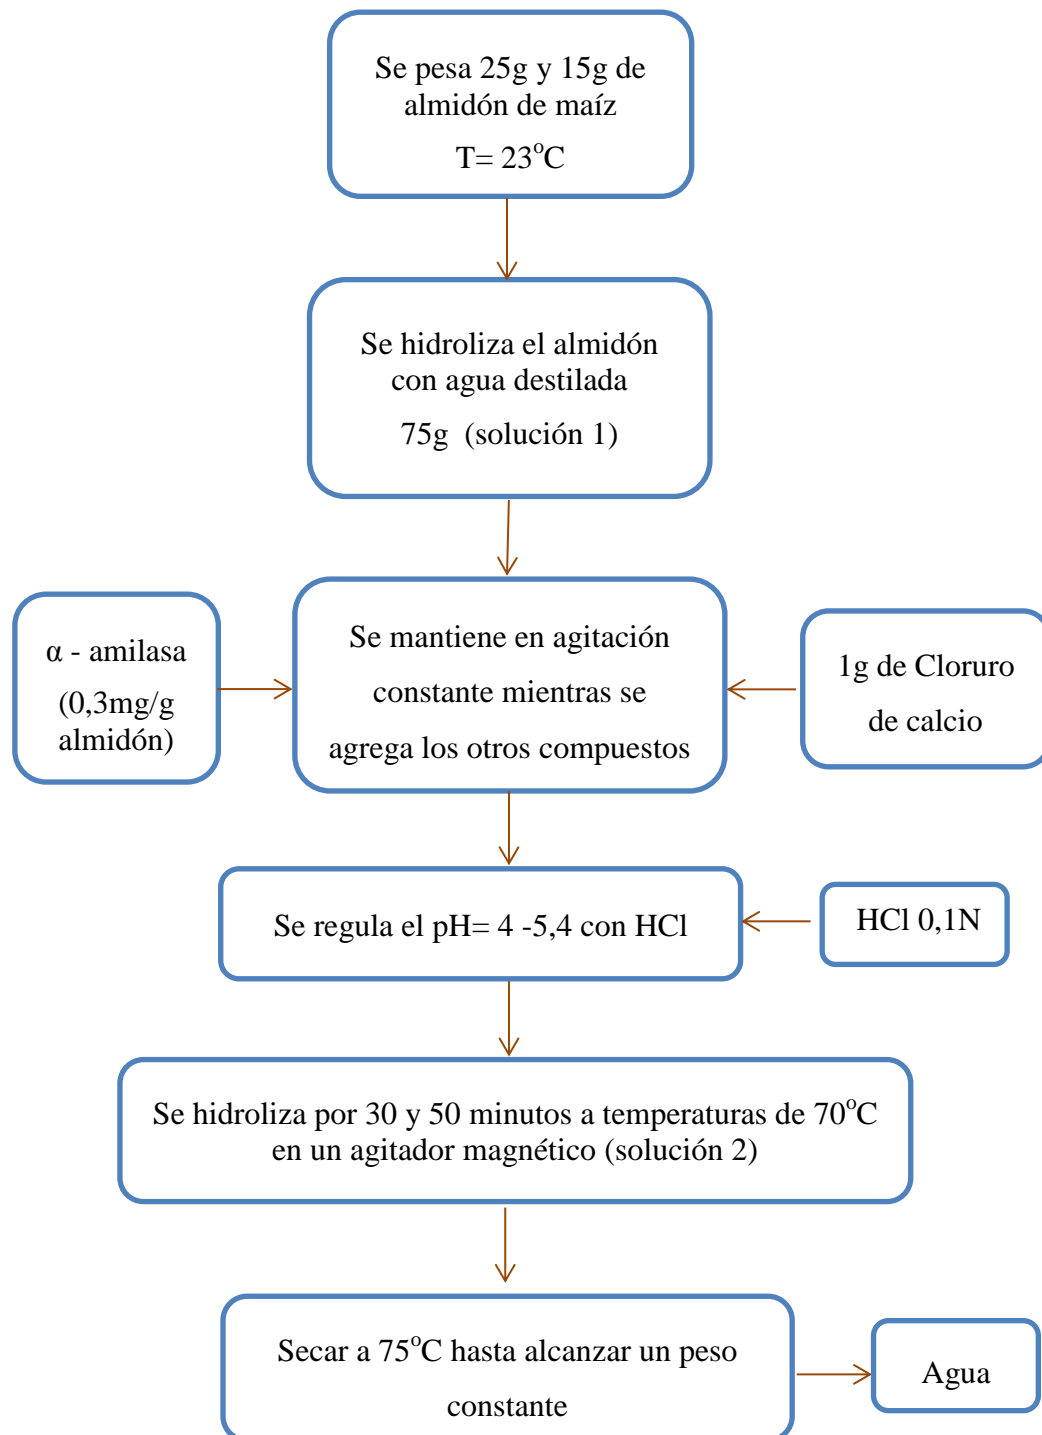 Se pesa 25g y 15g de
almidón de maíz
T= 23°C
Se hidroliza el almidón
con agua destilada
75g (solución 1)
α - amilasa
(0,3mg/g
almidón)
Se mantiene en agitación
constante mientras se
agrega los otros compuestos
1g de Cloruro
de calcio
Se regula el pH= 4 -5,4 con HCl
HCl 0,1N
Se hidroliza por 30 y 50 minutos a temperaturas de 70°C
en un agitador magnético (solución 2)
Secar a 75°C hasta alcanzar un peso
constante
Agua